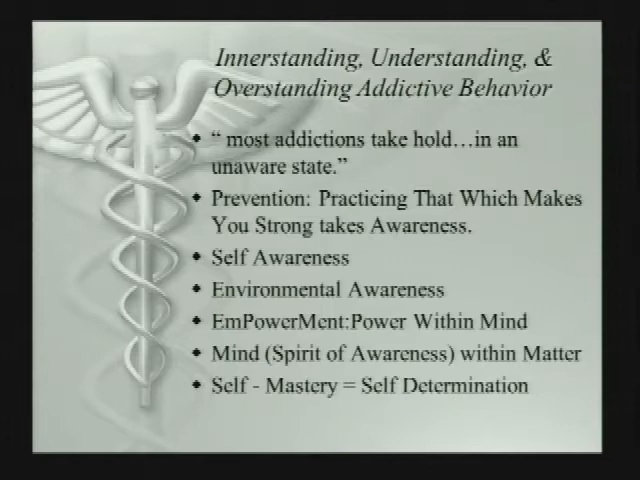 Innerstanding, Understanding, &
Overstanding Addictive Behavior
“ most addictions take hold…in an
unaware state.”
Prevention: Practicing That Which Makes
You Strong takes Awareness.
Self Awareness
Environmental Awareness
EmPowerMent:Power Within Mind
Mind (Spirit of Awareness) within Matter
Self - Mastery = Self Determination